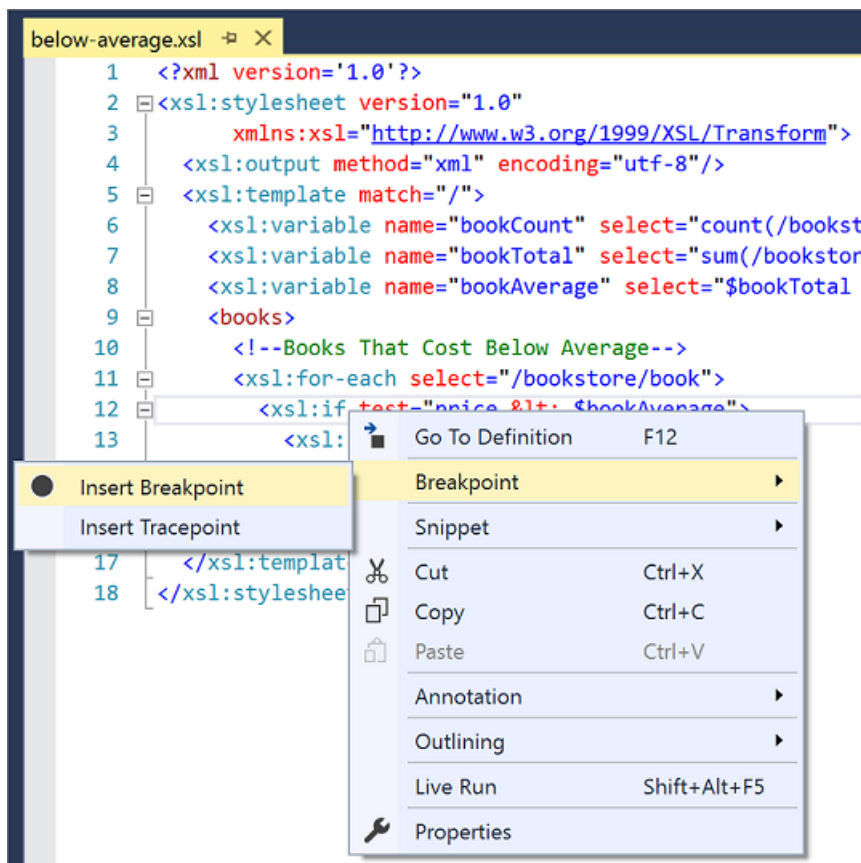 below-average.xsl
1 <?xml version='1.0'?>
2 <xsl:stylesheet version="1.0"
3 xmlns:xsl="http://www.w3.org/1999/XSL/Transform">
4 <xsl:output method="xml" encoding="utf-8"/>
5 <xsl:template match="/">
6 <xsl:variable name="bookCount" select="count(/bookst
7 <xsl:variable name="bookTotal" select="sum(/bookstor
8 <xsl:variable name="bookAverage" select="$bookTotal
9 <books>
10 <!--Books That Cost Below Average-->
11 <xsl:for-each select="/bookstore/book">
12 <xsl:if test="price &lt; $bookAverage">
13 <xsl:
Go To Definition F12
Insert Breakpoint
Breakpoint
Insert Tracepoint
Snippet
17 </xsl:templat
Cut Ctrl+X
18 </xsl:styleshee
Copy Ctrl+C
Paste Ctrl+V
Annotation
Outlining
Live Run Shift+Alt+F5
Properties